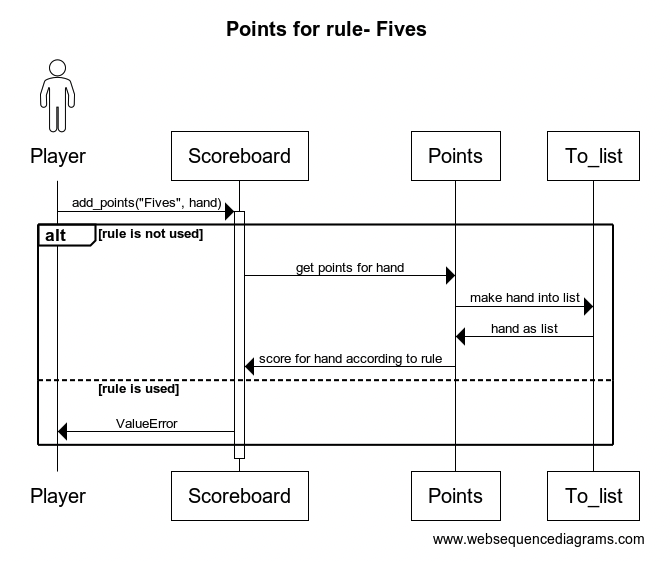 Points for rule- Fives
Player
Scoreboard
Points
To_list
add_points("Fives", hand)
alt
[rule is not used]
get points for hand
make hand into list
hand as list
score for hand according to rule
[rule is used]
ValueError
Player
Scoreboard
Points
To_list
www.websequencediagrams.com